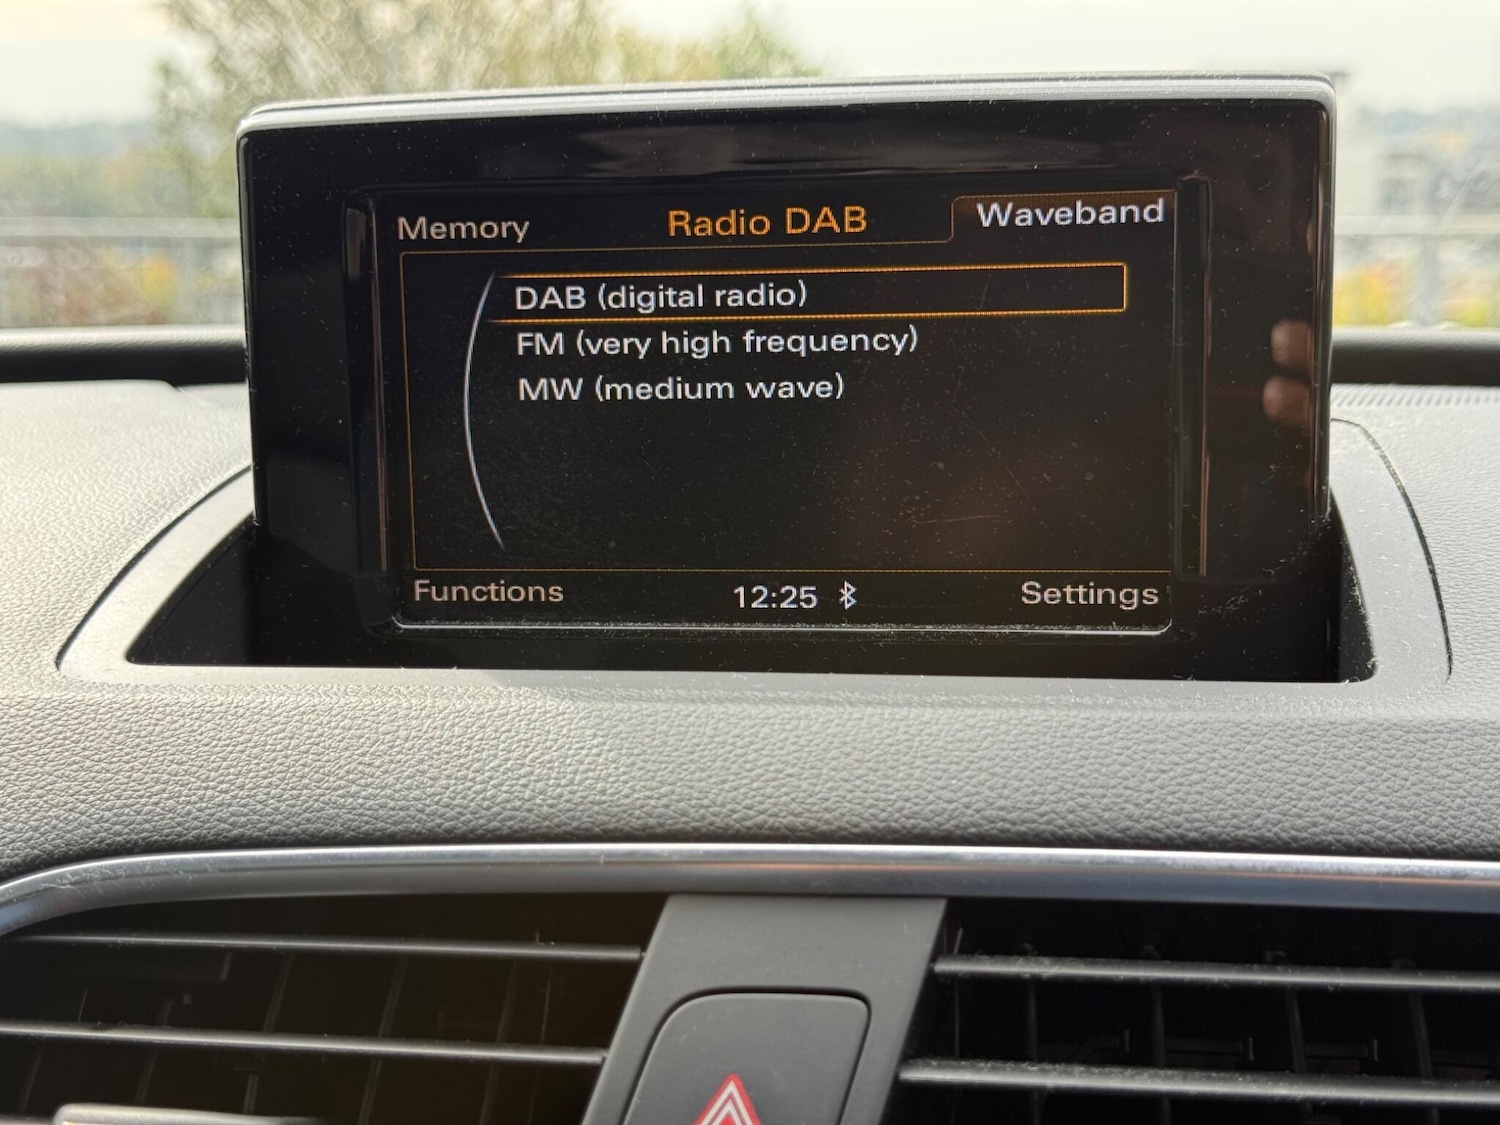 Memory
Radio DAB
Waveband
DAB (digital radio)
FM (very high frequency)
MW (medium wave)
Functions
12:25
Settings